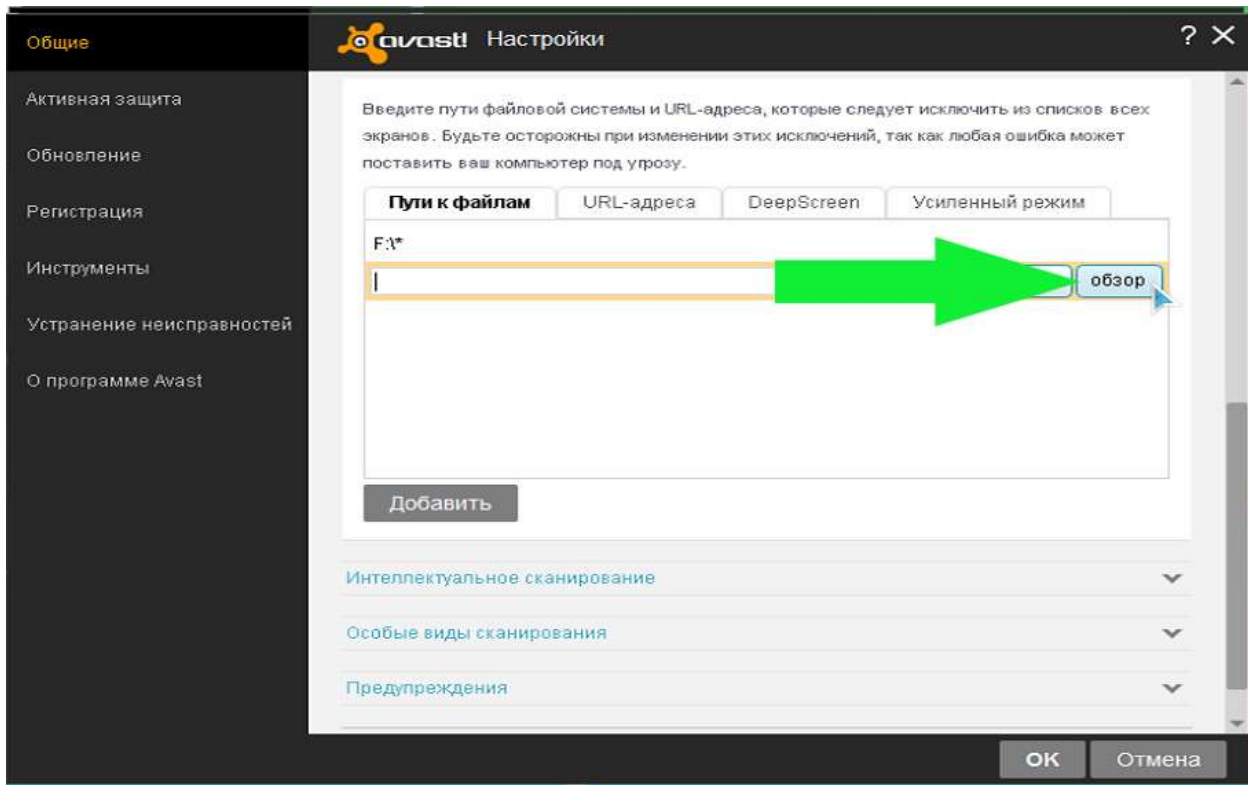 Общие
avast! Настройки
? ×
Активная защита
Обновление
Регистрация
Инструменты
Устранение неисправностей
О программе Avast
Введите пути файловой системы и URL-адреса, которые следует исключить из списков всех
экранов. Будьте осторожны при изменении этих исключений, так как любая ошибка может
поставить ваш компьютер под угрозу.
Пути к файлам URL-адреса DeepScreen Усиленный режим
F:\*
обзор
Добавить
Интеллектуальное сканирование
Особые виды сканирования
Предупреждения
OK Отмена